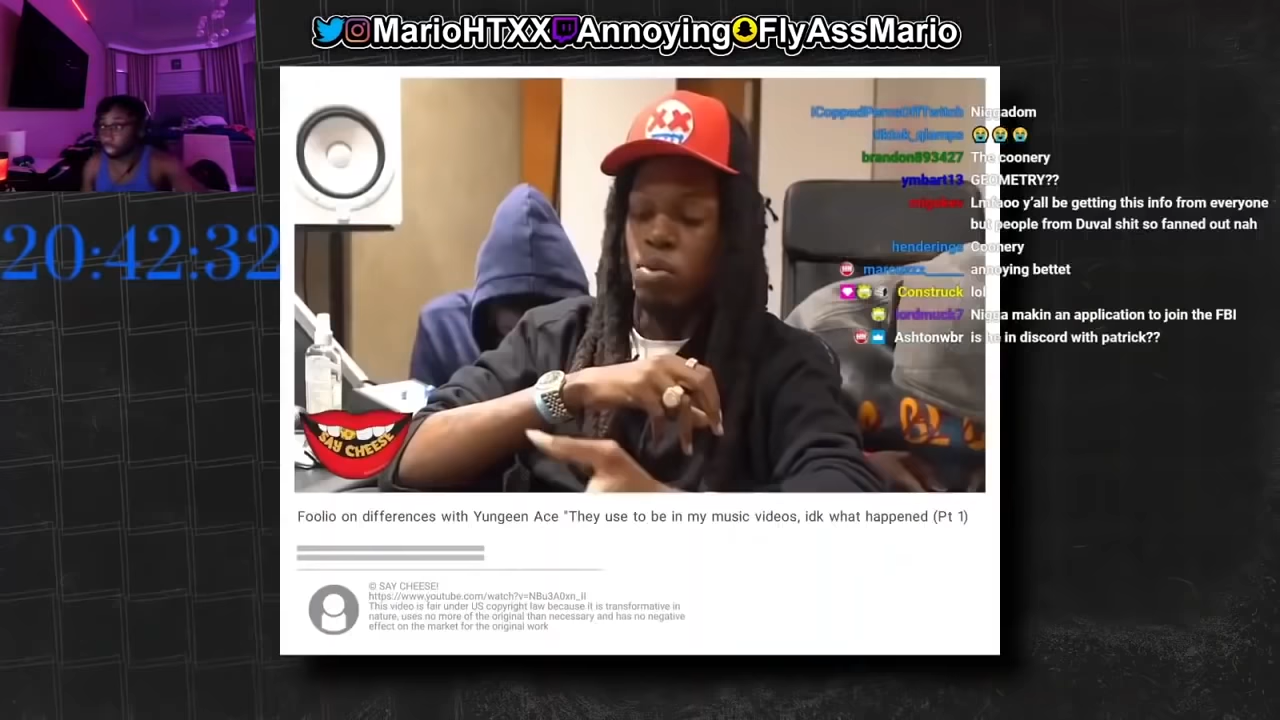 MarioHTXX Annoying FlyAssMario
20:42:32
Niggadom
tiktok_qjumpa
brandon893427 The coonery
ymbart13 GEOMETRY??
Lmfaoo y'all be getting this info from everyone
but people from Duval shit so fanned out nah
henderings Coonery
annoying bettet
Construck lol
lordmuck7 Nigga makin an application to join the FBI
Ashtonwbr is he in discord with patrick??
SAY CHEESE
Foolio on differences with Yungeen Ace "They use to be in my music videos, idk what happened (Pt 1)
© SAY CHEESE!
https://www.youtube.com/watch?v=NBu3A0xn_iI
This video is fair under US copyright law because it is transformative in
nature, uses no more of the original than necessary and has no negative
effect on the market for the original work